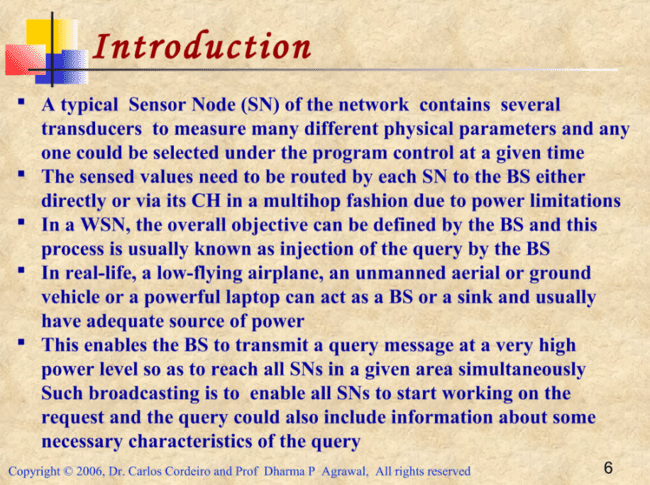 Introduction
▪ A typical Sensor Node (SN) of the network contains several
transducers to measure many different physical parameters and any
one could be selected under the program control at a given time
▪ The sensed values need to be routed by each SN to the BS either
directly or via its CH in a multihop fashion due to power limitations
▪ In a WSN, the overall objective can be defined by the BS and this
process is usually known as injection of the query by the BS
▪ In real-life, a low-flying airplane, an unmanned aerial or ground
vehicle or a powerful laptop can act as a BS or a sink and usually
have adequate source of power
▪ This enables the BS to transmit a query message at a very high
power level so as to reach all SNs in a given area simultaneously
Such broadcasting is to enable all SNs to start working on the
request and the query could also include information about some
necessary characteristics of the query
Copyright © 2006, Dr. Carlos Cordeiro and Prof Dharma P Agrawal, All rights reserved
6